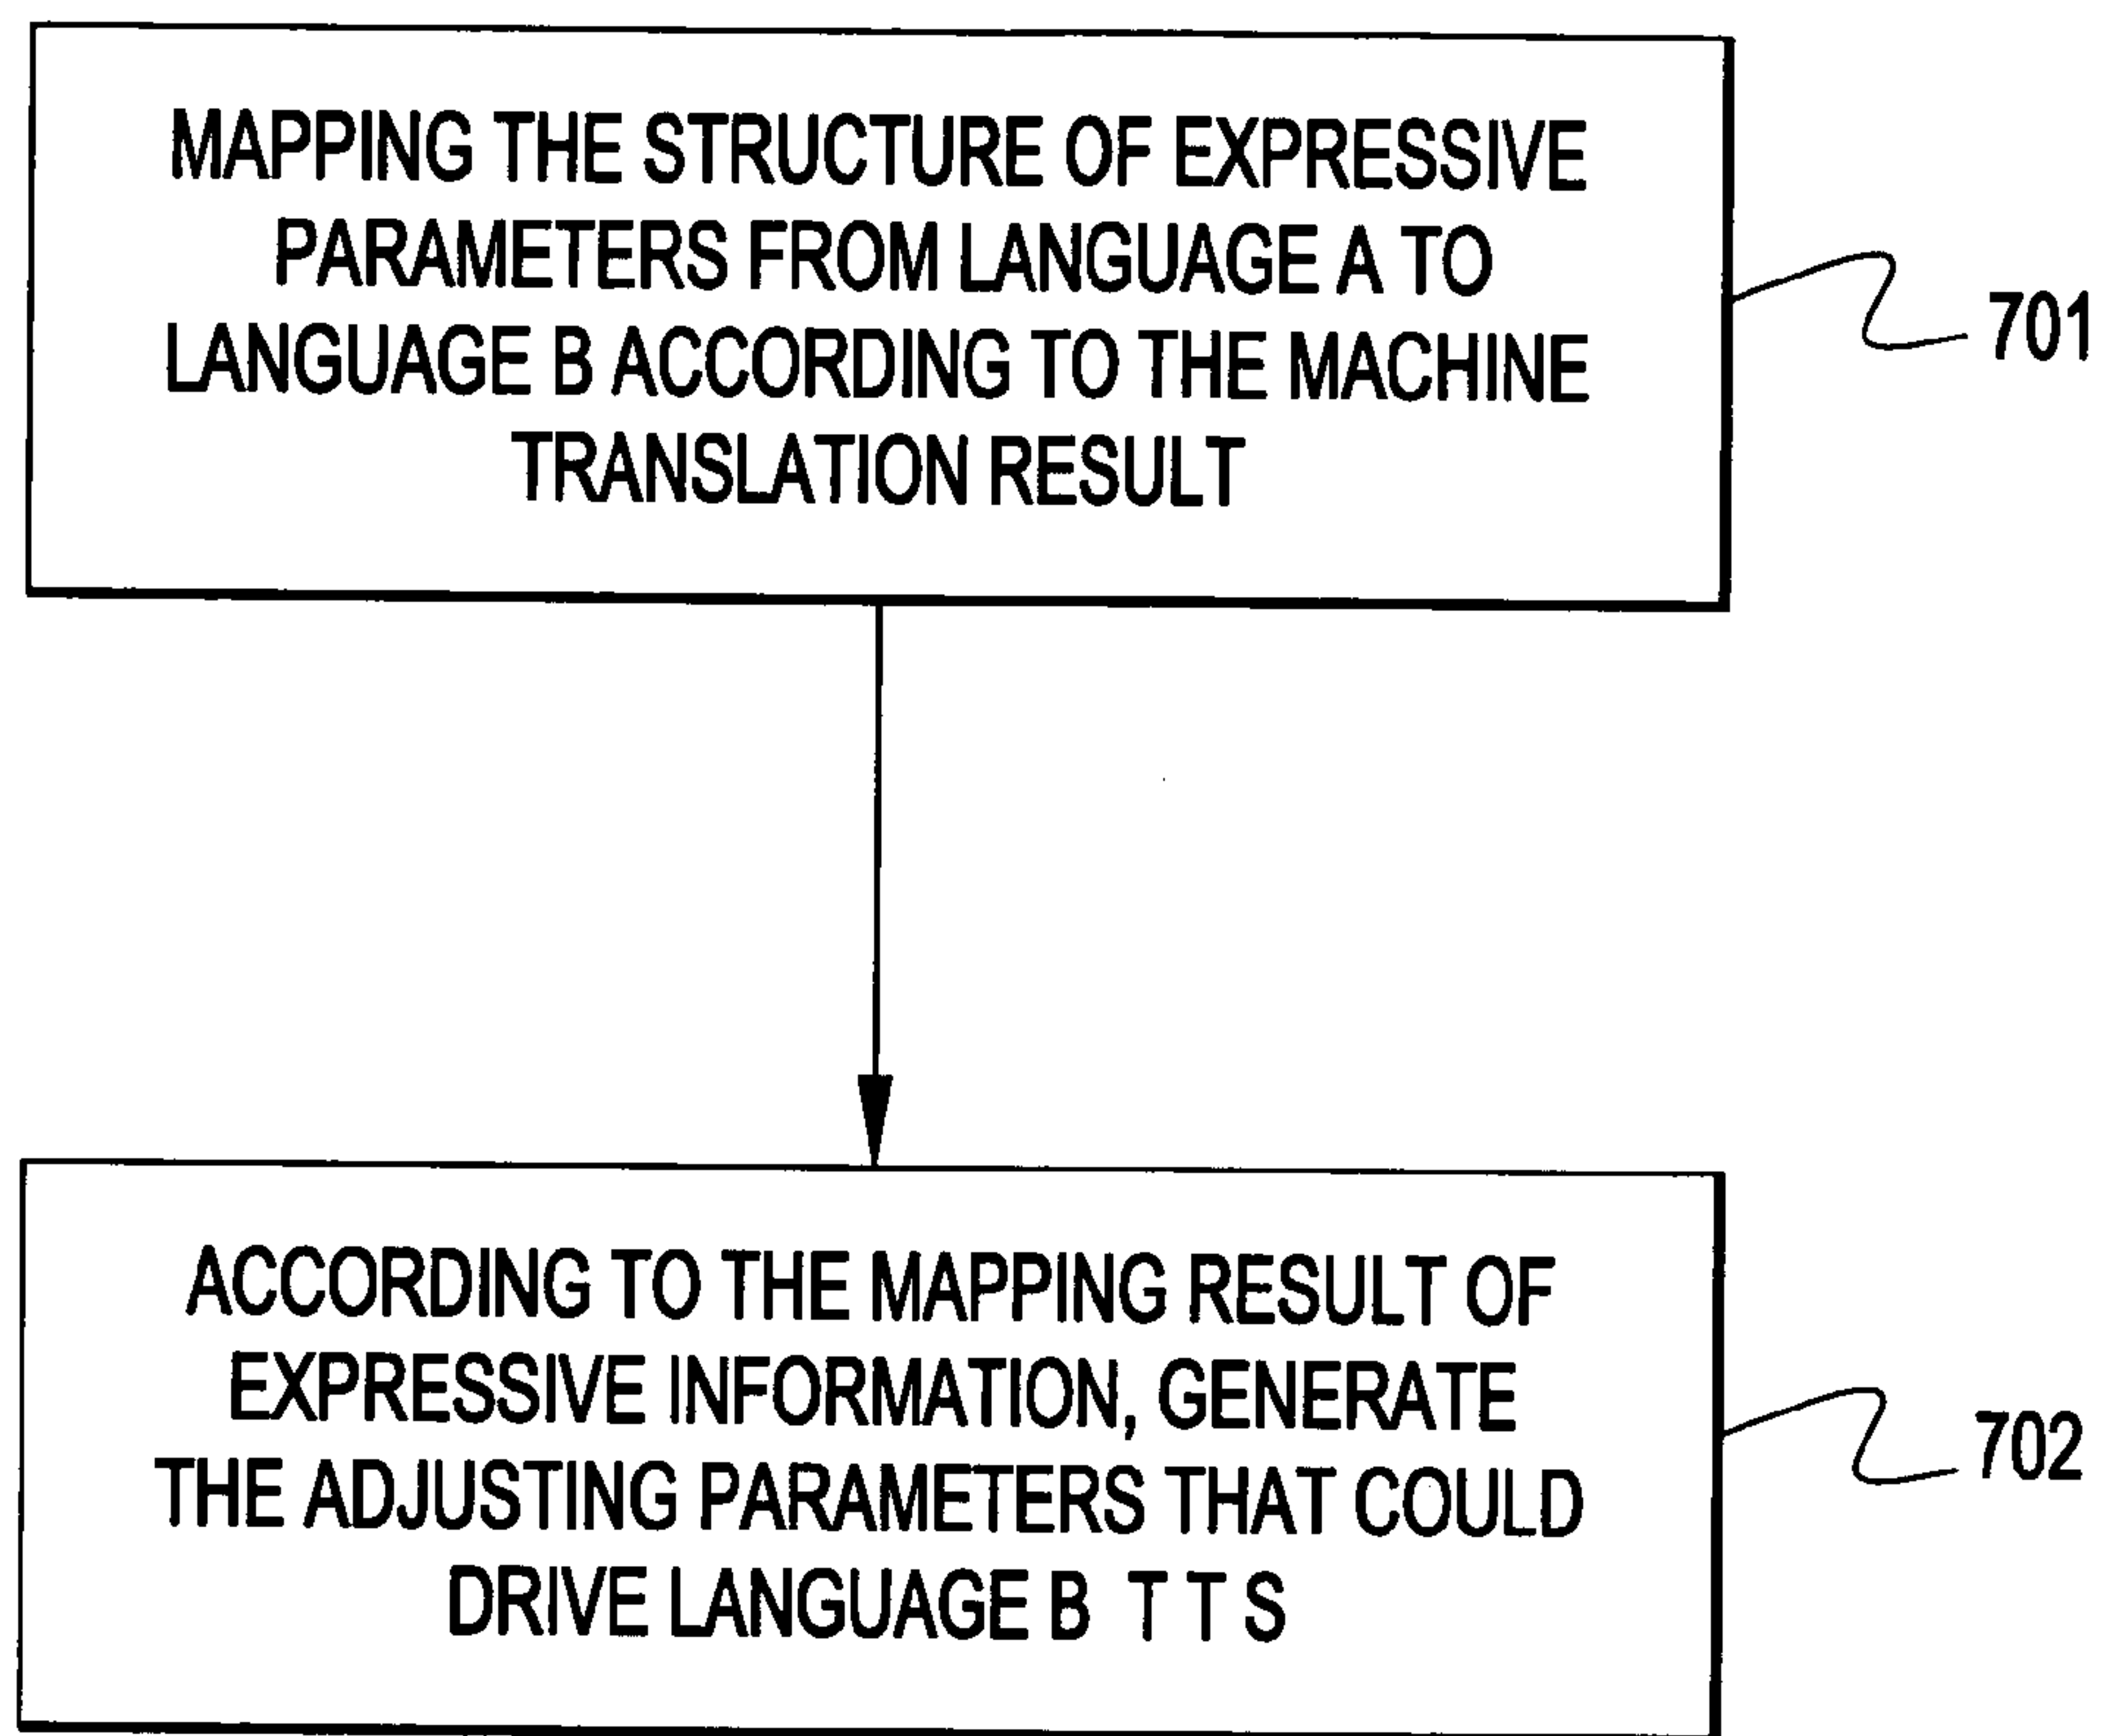 MAPPING THE STRUCTURE OF EXPRESSIVE
PARAMETERS FROM LANGUAGE A TO
LANGUAGE B ACCORDING TO THE MACHINE
TRANSLATION RESULT
701
ACCORDING TO THE MAPPING RESULT OF
EXPRESSIVE INFORMATION, GENERATE
THE ADJUSTING PARAMETERS THAT COULD
DRIVE LANGUAGE B T T S
702